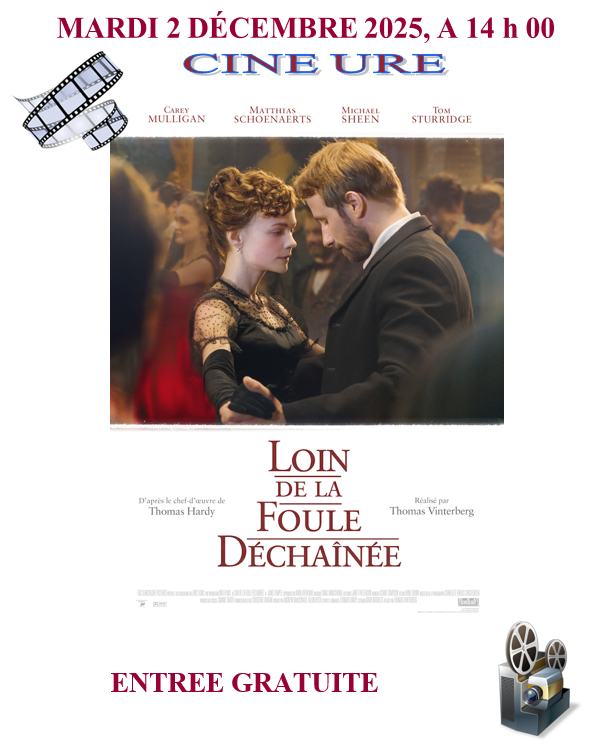 MARDI 2 DÉCEMBRE 2025, A 14 h 00
CINE URE
CAREY
MULLIGAN
MATTHIAS
SCHOENAERTS
MICHAEL
SHEEN
TOM
STURRIDGE
LOIN
DE LA
FOULE
DÉCHAÎNÉE
D'après le chef-d'œuvre de
Thomas Hardy
Réalisé par
Thomas Vinterberg
ENTREE GRATUITE